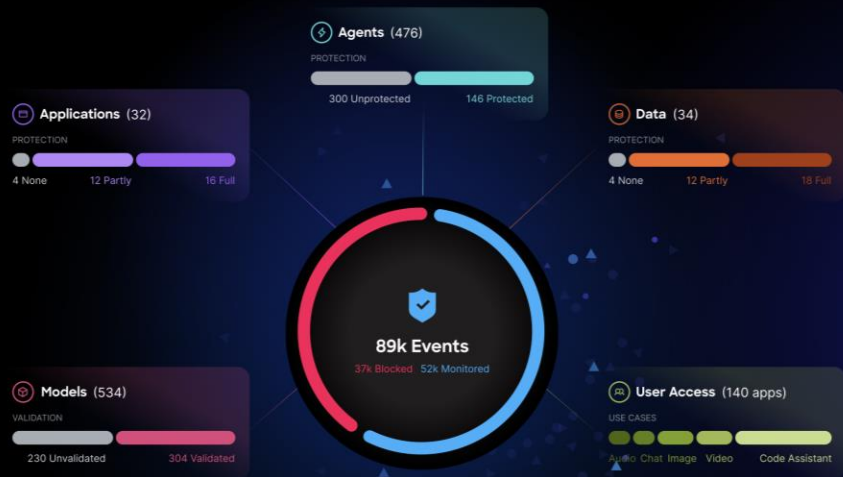 Agents (476)
PROTECTION
300 Unprotected 146 Protected
Applications (32)
PROTECTION
4 None 12 Partly 16 Full
Data (34)
PROTECTION
4 None 12 Partly 18 Full
89k Events
37k Blocked 52k Monitored
Models (534)
VALIDATION
230 Unvalidated 304 Validated
User Access (140 apps)
USE CASES
Audio Chat Image Video Code Assistant